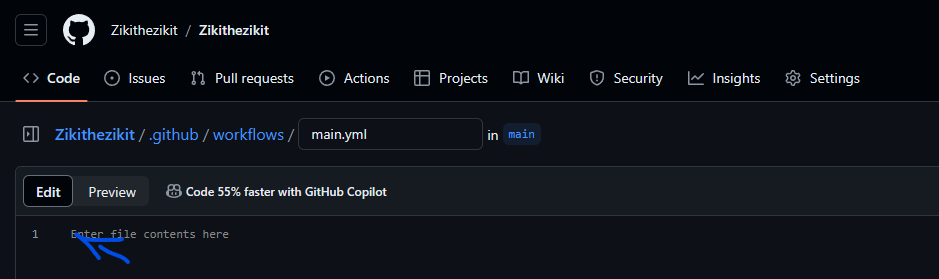 Zikithezikit / Zikithezikit
Code Issues Pull requests Actions Projects Wiki Security Insights Settings
Zikithezikit / .github / workflows / main.yml in main
Edit Preview Code 55% faster with GitHub Copilot
1 Enter file contents here